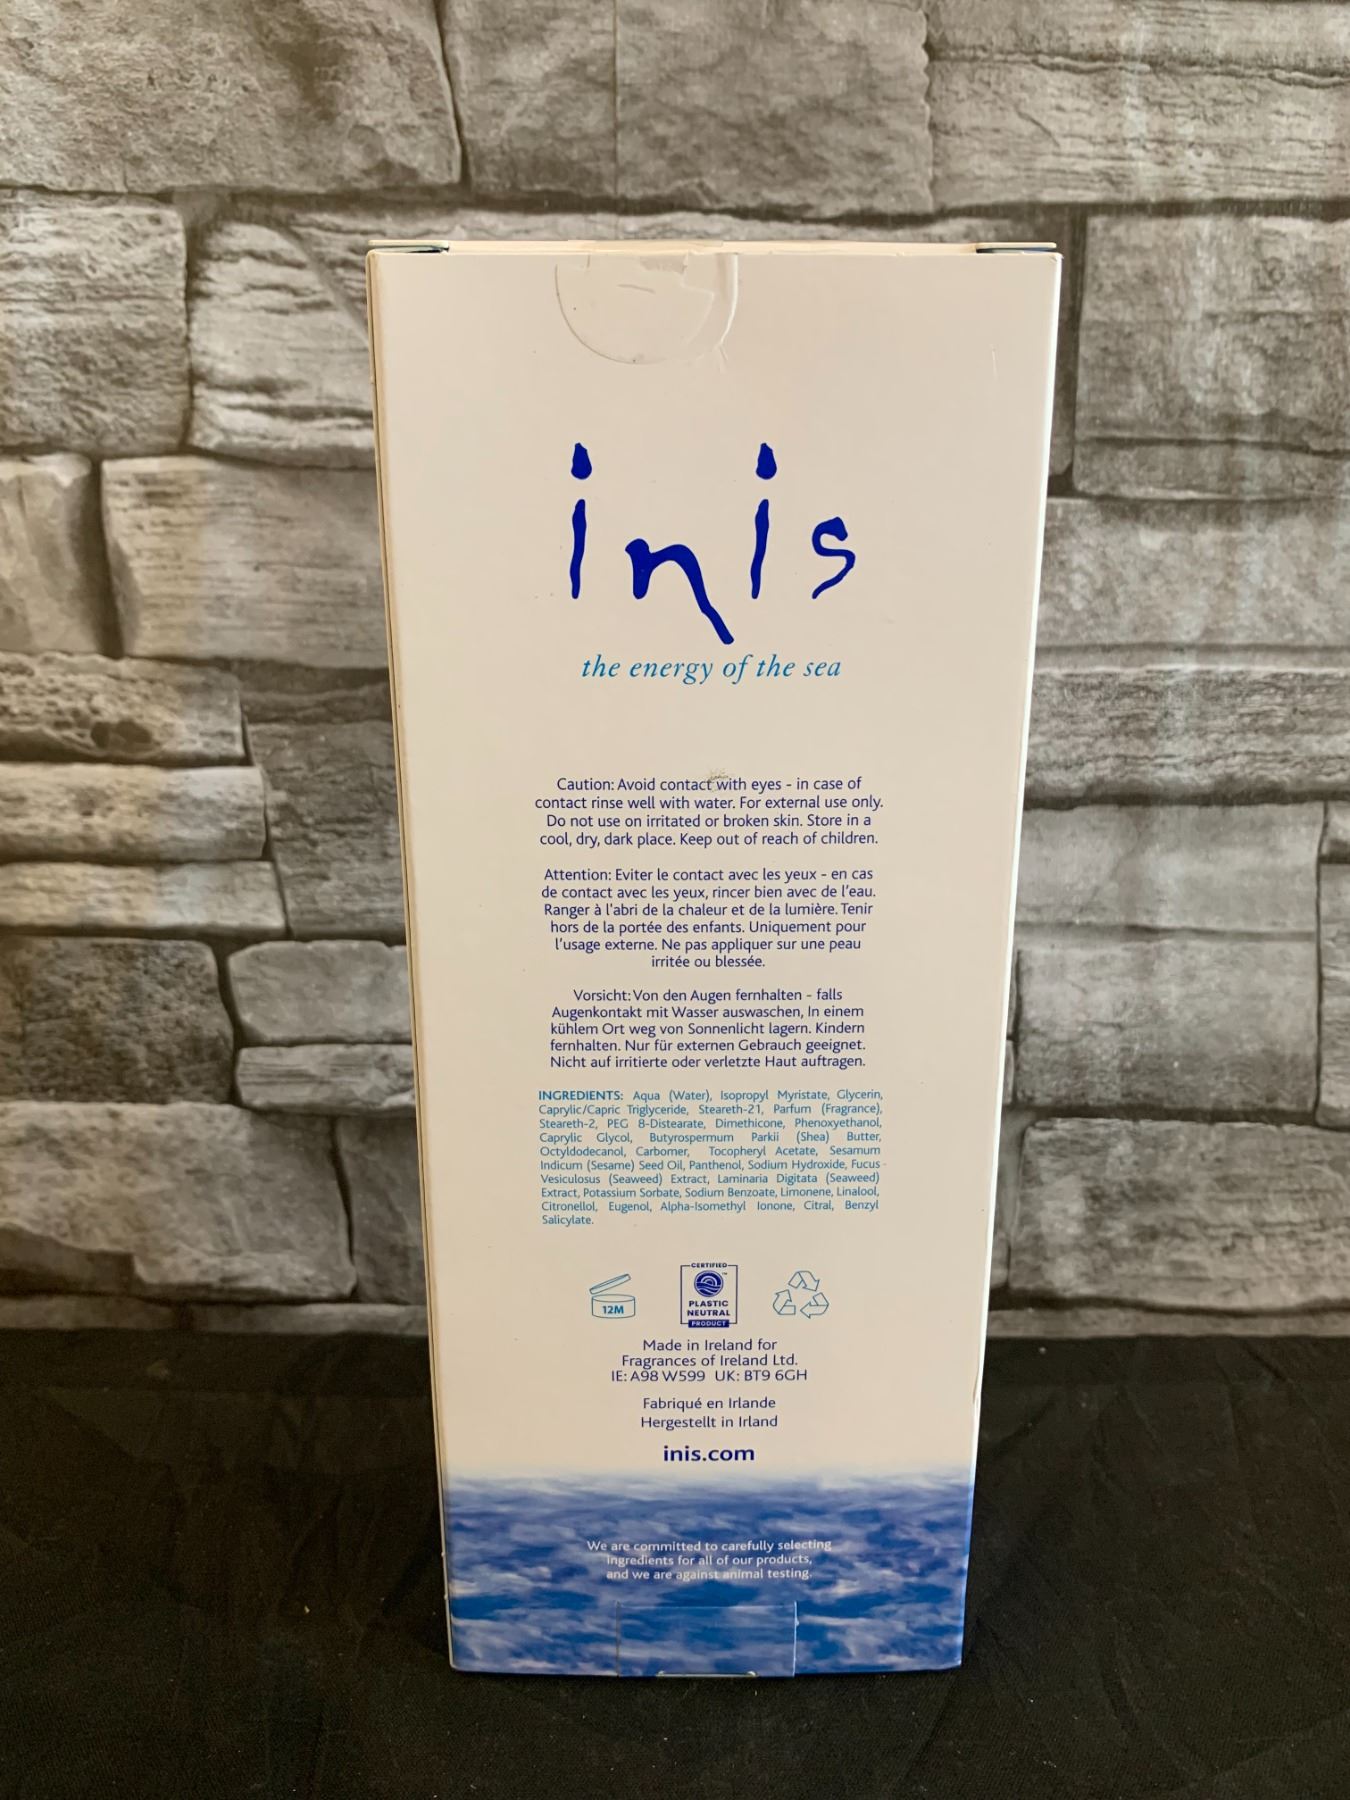 inis
the energy of the sea
Caution: Avoid contact with eyes - in case of
contact rinse well with water. For external use only.
Do not use on irritated or broken skin. Store in a
cool, dry, dark place. Keep out of reach of children.
Attention: Eviter le contact avec les yeux - en cas
de contact avec les yeux, rincer bien avec de l'eau.
Ranger à l'abri de la chaleur et de la lumière. Tenir
hors de la portée des enfants. Uniquement pour
l'usage externe. Ne pas appliquer sur une peau
irritée ou blessée.
Vorsicht: Von den Augen fernhalten - falls
Augenkontakt mit Wasser auswaschen, In einem
kühlem Ort weg von Sonnenlicht lagern. Kindern
fernhalten. Nur für externen Gebrauch geeignet.
Nicht auf irritierte oder verletzte Haut auftragen.
INGREDIENTS: Aqua (Water), Isopropyl Myristate, Glycerin,
Caprylic/Capric Triglyceride, Steareth-21, Parfum (Fragrance),
Steareth-2, PEG 8-Distearate, Dimethicone, Phenoxyethanol,
Caprylic Glycol, Butyrospermum Parkii (Shea) Butter,
Octyldodecanol, Carbomer, Tocopheryl Acetate, Sesamum
Indicum (Sesame) Seed Oil, Panthenol, Sodium Hydroxide, Fucus
Vesiculosus (Seaweed) Extract, Laminaria Digitata (Seaweed)
Extract, Potassium Sorbate, Sodium Benzoate, Limonene, Linalool,
Citronellol, Eugenol, Alpha-Isomethyl Ionone, Citral, Benzyl
Salicylate.
12M
CERTIFIED
PLASTIC
NEUTRAL
PRODUCT
Made in Ireland for
Fragrances of Ireland Ltd.
IE: A98 W599 UK: BT9 6GH
Fabriqué en Irlande
Hergestellt in Irland
inis.com
We are committed to carefully selecting
ingredients for all of our products,
and we are against animal testing.